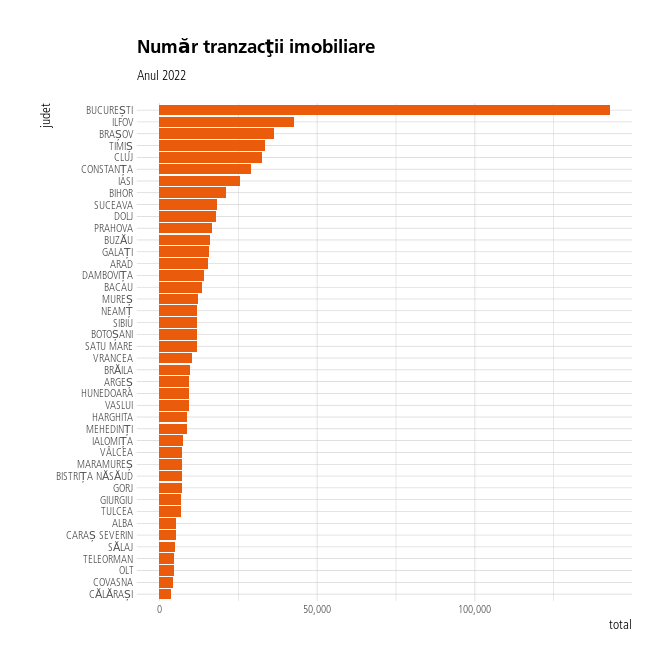 Număr tranzacţii imobiliare
Anul 2022
judet
BUCUREȘTI
ILFOV
BRAȘOV
TIMIȘ
CLUJ
CONSTANȚA
IASI
BIHOR
SUCEAVA
DOLJ
PRAHOVA
BUZĂU
GALAȚI
ARAD
DAMBOVIȚA
BACĂU
MUREȘ
NEAMȚ
SIBIU
BOTOȘANI
SATU MARE
VRANCEA
BRĂILA
ARGEȘ
HUNEDOARA
VASLUI
HARGHITA
MEHEDINȚI
IALOMIȚA
VÂLCEA
MARAMUREȘ
BISTRIȚA NĂSĂUD
GORJ
GIURGIU
TULCEA
ALBA
CARAȘ SEVERIN
SĂLAJ
TELEORMAN
OLT
COVASNA
CĂLĂRAȘI
0 50,000 100,000
total